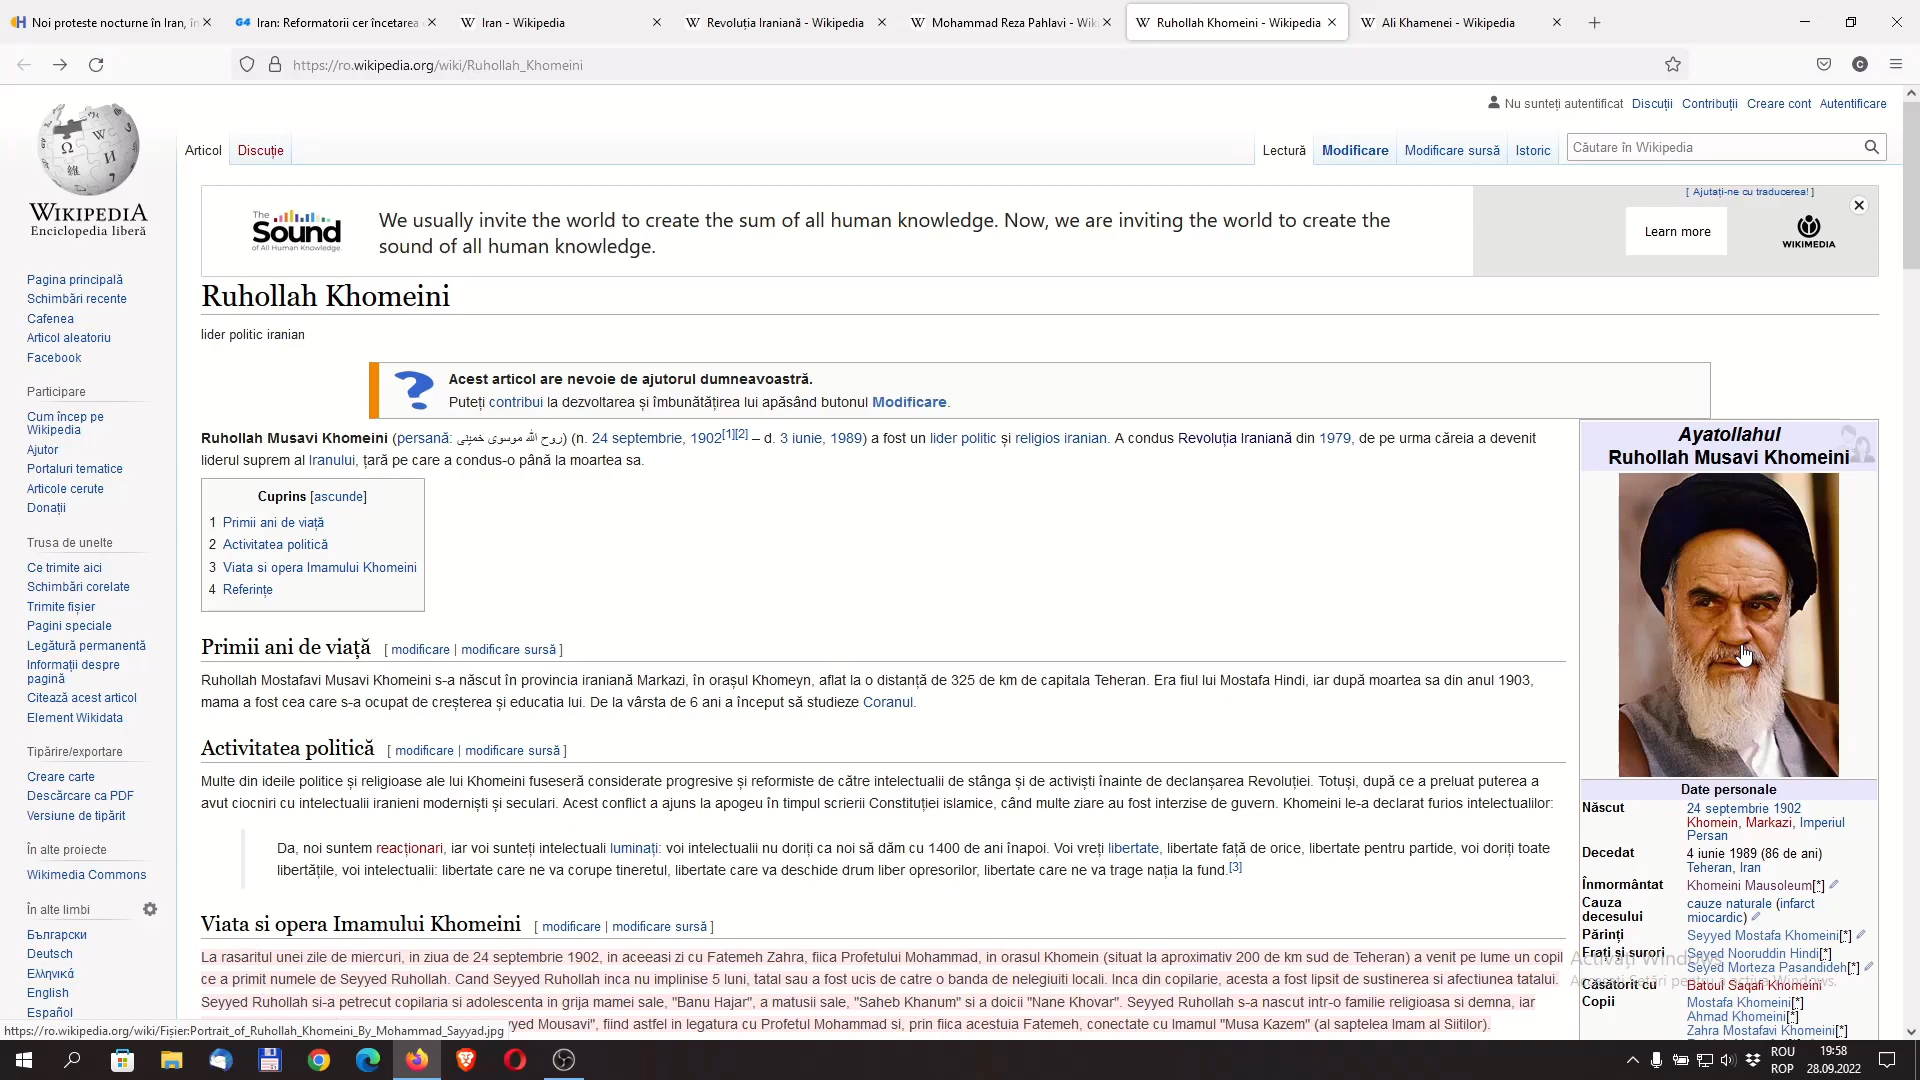 Noi proteste nocturne în Iran, în
Iran: Reformatorii cer încetarea
Iran - Wikipedia
Revoluția Iraniană - Wikipedia
Mohammad Reza Pahlavi - Wiki
Ruhollah Khomeini - Wikipedia
Ali Khamenei - Wikipedia
https://ro.wikipedia.org/wiki/Ruhollah_Khomeini
Nu sunteți autentificat Discuții Contribuții Creare cont Autentificare
Articol Discuție Lectură Modificare Modificare sursă Istoric Căutare în Wikipedia
WIKIPEDIA
Enciclopedia liberă
Pagina principală
Schimbări recente
Cafenea
Articol aleatoriu
Facebook
Participare
Cum încep pe
Wikipedia
Ajutor
Portaluri tematice
Articole cerute
Donații
Trusa de unelte
Ce trimite aici
Schimbări corelate
Trimite fișier
Pagini speciale
Legătură permanentă
Informații despre
pagină
Citează acest articol
Element Wikidata
Tipărire/exportare
Creare carte
Descărcare ca PDF
Versiune de tipărit
În alte proiecte
Wikimedia Commons
În alte limbi
Български
Deutsch
Ελληνικά
English
Español
[ Ajutați-ne cu traducerea! ]
The Sound of All Human Knowledge
We usually invite the world to create the sum of all human knowledge. Now, we are inviting the world to create the
sound of all human knowledge.
Learn more
WIKIMEDIA
Ruhollah Khomeini
lider politic iranian
Acest articol are nevoie de ajutorul dumneavoastră.
Puteți contribui la dezvoltarea și îmbunătățirea lui apăsând butonul Modificare.
Ruhollah Musavi Khomeini (persană: روح الله موسوی خمینی) (n. 24 septembrie, 1902[1][2] – d. 3 iunie, 1989) a fost un lider politic și religios iranian. A condus Revoluția Iraniană din 1979, de pe urma căreia a devenit
liderul suprem al Iranului, țară pe care a condus-o până la moartea sa.
Cuprins [ascunde]
1 Primii ani de viață
2 Activitatea politică
3 Viata si opera Imamului Khomeini
4 Referințe
Primii ani de viață [ modificare | modificare sursă ]
Ruhollah Mostafavi Musavi Khomeini s-a născut în provincia iraniană Markazi, în orașul Khomeyn, aflat la o distanță de 325 de km de capitala Teheran. Era fiul lui Mostafa Hindi, iar după moartea sa din anul 1903,
mama a fost cea care s-a ocupat de creșterea și educatia lui. De la vârsta de 6 ani a început să studieze Coranul.
Activitatea politică [ modificare | modificare sursă ]
Multe din ideile politice și religioase ale lui Khomeini fuseseră considerate progresive și reformiste de către intelectualii de stânga și de activiști înainte de declanșarea Revoluției. Totuși, după ce a preluat puterea a
avut ciocniri cu intelectualii iranieni moderniști și seculari. Acest conflict a ajuns la apogeu în timpul scrierii Constituției islamice, când multe ziare au fost interzise de guvern. Khomeini le-a declarat furios intelectualilor:
Da, noi suntem reacționari, iar voi sunteți intelectuali luminați: voi intelectualii nu doriți ca noi să dăm cu 1400 de ani înapoi. Voi vreți libertate, libertate față de orice, libertate pentru partide, voi doriți toate
libertățile, voi intelectualii: libertate care ne va corupe tineretul, libertate care va deschide drum liber opresorilor, libertate care ne va trage nația la fund.[3]
Viata si opera Imamului Khomeini [ modificare | modificare sursă ]
La rasaritul unei zile de miercuri, in ziua de 24 septembrie 1902, in aceeasi zi cu Fatemeh Zahra, fiica Profetului Mohammad, in orasul Khomein (situat la aproximativ 200 de km sud de Teheran) a venit pe lume un copil
ce a primit numele de Seyyed Ruhollah. Cand Seyyed Ruhollah inca nu implinise 5 luni, tatal sau a fost ucis de catre o banda de nelegiuiti locali. Inca din copilarie, acesta a fost lipsit de sustinerea si afectiunea tatalui.
Seyyed Ruhollah si-a petrecut copilaria si adolescenta in grija mamei sale, "Banu Hajar", a matusii sale, "Saheb Khanum" si a doicii "Nane Khovar". Seyyed Ruhollah s-a nascut intr-o familie religioasa si demna, iar
yyed Mousavi", fiind astfel in legatura cu Profetul Mohammad si, prin fiica acestuia Fatemeh, conectate cu Imamul "Musa Kazem" (al saptelea Imam al Siitilor).
Ayatollahul
Ruhollah Musavi Khomeini
Date personale
Născut 24 septembrie 1902
Khomein, Markazi, Imperiul
Persan
Decedat 4 iunie 1989 (86 de ani)
Teheran, Iran
Înmormântat Khomeini Mausoleum[*]
Cauza decesului cauze naturale (infarct
miocardic)
Părinți Seyyed Mostafa Khomeini[*]
Frați și surori Seyed Nooruddin Hindi[*]
Seyed Morteza Pasandideh[*]
Căsătorit cu Batoul Saqafi Khomeini
Copii Mostafa Khomeini[*]
Ahmad Khomeini[*]
Zahra Mostafavi Khomeini[*]
https://ro.wikipedia.org/wiki/Fișier:Portrait_of_Ruhollah_Khomeini_By_Mohammad_Sayyad.jpg
ROU
ROP
19:58
28.09.2022